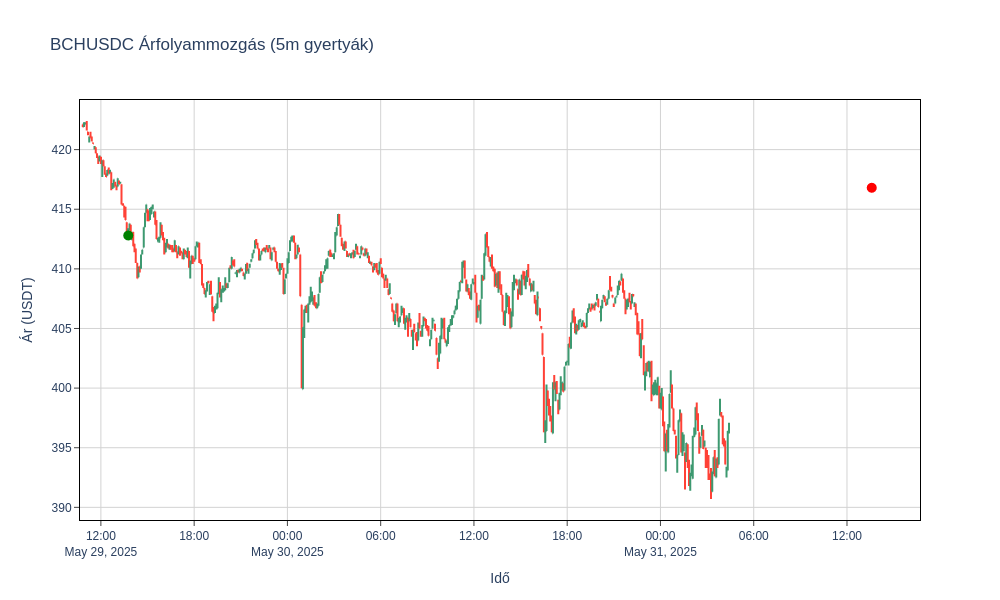 BCHUSDC Árfolyammozgás (5m gyertyák)
Ár (USDT)
420
415
410
405
400
395
390
12:00 18:00 00:00 06:00 12:00 18:00 00:00 06:00 12:00
May 29, 2025 May 30, 2025 May 31, 2025
Idő